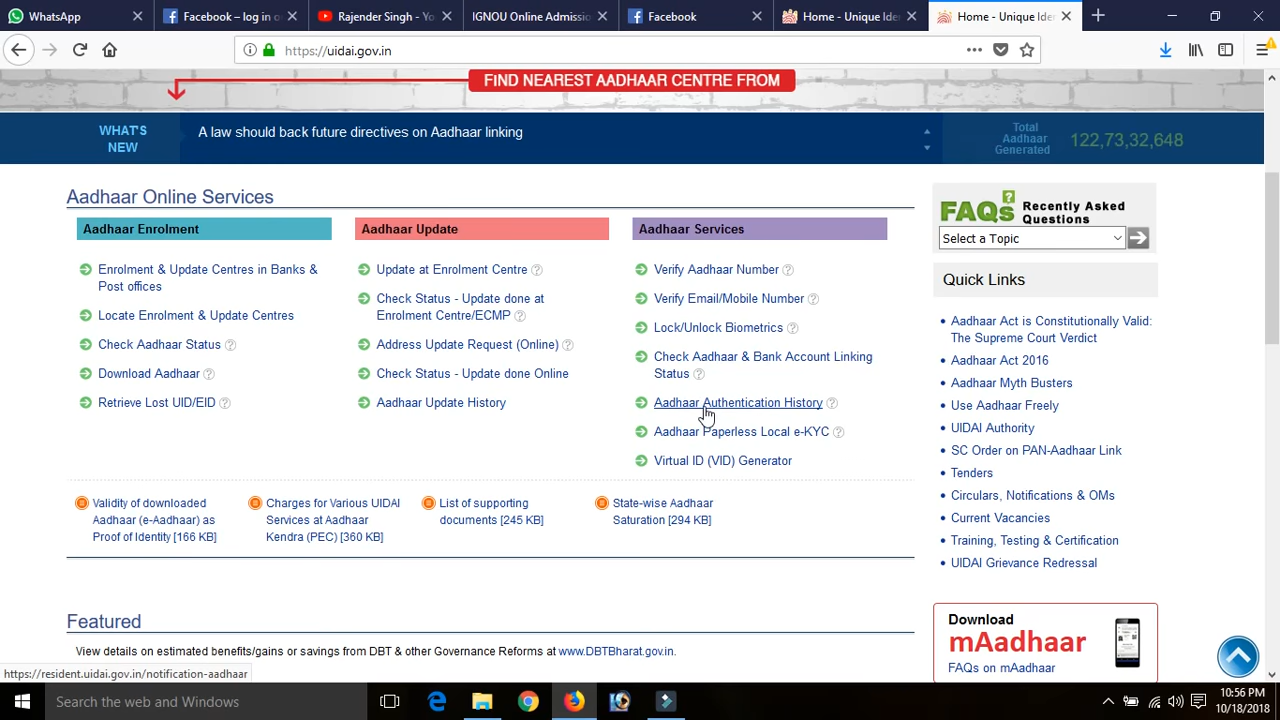 WhatsApp
Facebook – log in o
Rajender Singh - Yo
IGNOU Online Admissio
Facebook
Home - Unique Ide
Home - Unique Ide
https://uidai.gov.in
FIND NEAREST AADHAAR CENTRE FROM
WHAT'S
NEW
A law should back future directives on Aadhaar linking
Total
Aadhaar
Generated
122,73,32,648
Aadhaar Online Services
Aadhaar Enrolment
Enrolment & Update Centres in Banks &
Post offices
Locate Enrolment & Update Centres
Check Aadhaar Status
Download Aadhaar
Retrieve Lost UID/EID
Aadhaar Update
Update at Enrolment Centre
Check Status - Update done at
Enrolment Centre/ECMP
Address Update Request (Online)
Check Status - Update done Online
Aadhaar Update History
Aadhaar Services
Verify Aadhaar Number
Verify Email/Mobile Number
Lock/Unlock Biometrics
Check Aadhaar & Bank Account Linking
Status
Aadhaar Authentication History
Aadhaar Paperless Local e-KYC
Virtual ID (VID) Generator
Validity of downloaded
Aadhaar (e-Aadhaar) as
Proof of Identity [166 KB]
Charges for Various UIDAI
Services at Aadhaar
Kendra (PEC) [360 KB]
List of supporting
documents [245 KB]
State-wise Aadhaar
Saturation [294 KB]
FAQs
Recently Asked
Questions
Select a Topic
Quick Links
Aadhaar Act is Constitutionally Valid:
The Supreme Court Verdict
Aadhaar Act 2016
Aadhaar Myth Busters
Use Aadhaar Freely
UIDAI Authority
SC Order on PAN-Aadhaar Link
Tenders
Circulars, Notifications & OMs
Current Vacancies
Training, Testing & Certification
UIDAI Grievance Redressal
Featured
View details on estimated benefits/gains or savings from DBT & other Governance Reforms at www.DBTBharat.gov.in.
Download
mAadhaar
FAQs on mAadhaar
https://resident.uidai.gov.in/notification-aadhaar
Search the web and Windows
10:56 PM
10/18/2018